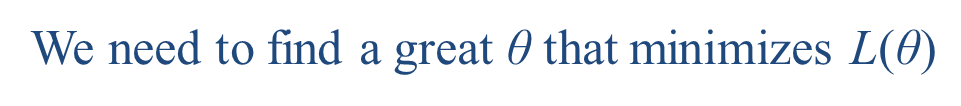 We need to find a great θ that minimizes L(θ)